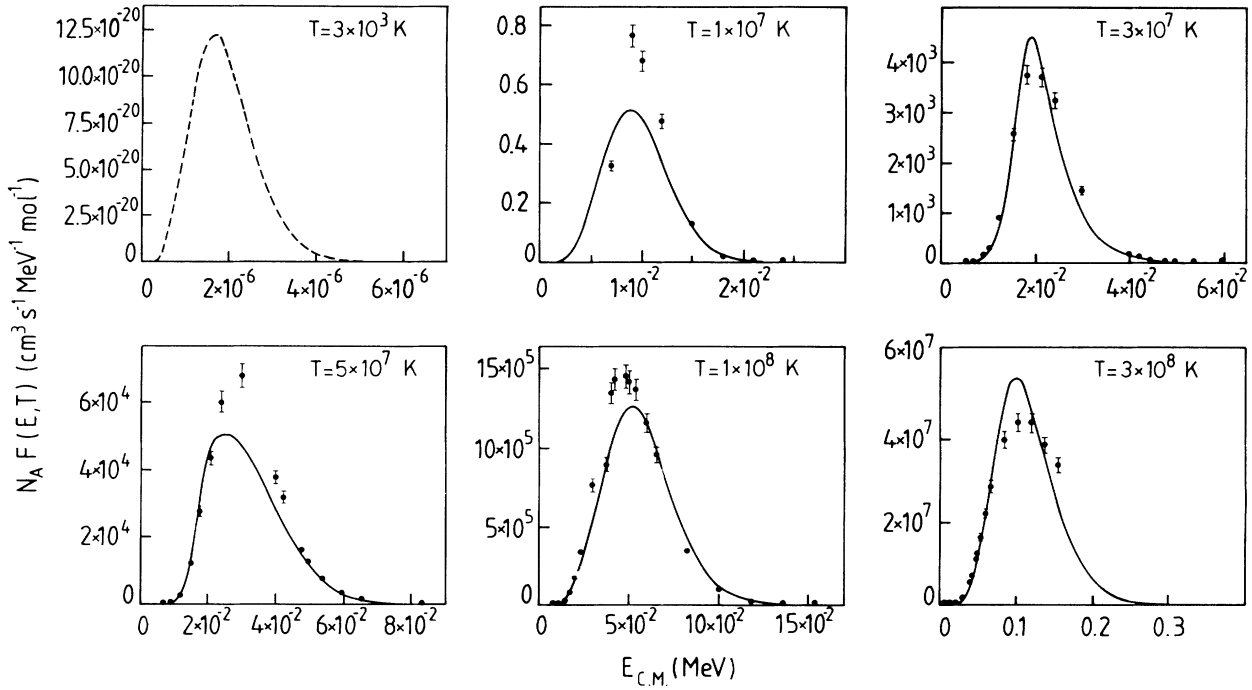 N_A F (E,T) (cm³ s⁻¹ MeV⁻¹ mol⁻¹)
T=3×10³ K
12.5×10⁻²⁰
10.0×10⁻²⁰
7.5×10⁻²⁰
5.0×10⁻²⁰
2.5×10⁻²⁰
0
0 2×10⁻⁶ 4×10⁻⁶ 6×10⁻⁶
T=1×10⁷ K
0.8
0.6
0.4
0.2
0
0 1×10⁻² 2×10⁻²
T=3×10⁷ K
4×10³
3×10³
2×10³
1×10³
0
0 2×10⁻² 4×10⁻² 6×10⁻²
T=5×10⁷ K
6×10⁴
4×10⁴
2×10⁴
0
0 2×10⁻² 4×10⁻² 6×10⁻² 8×10⁻²
T=1×10⁸ K
15×10⁵
10×10⁵
5×10⁵
0
0 5×10⁻² 10×10⁻² 15×10⁻²
T=3×10⁸ K
6×10⁷
4×10⁷
2×10⁷
0
0 0.1 0.2 0.3
E_C.M. (MeV)